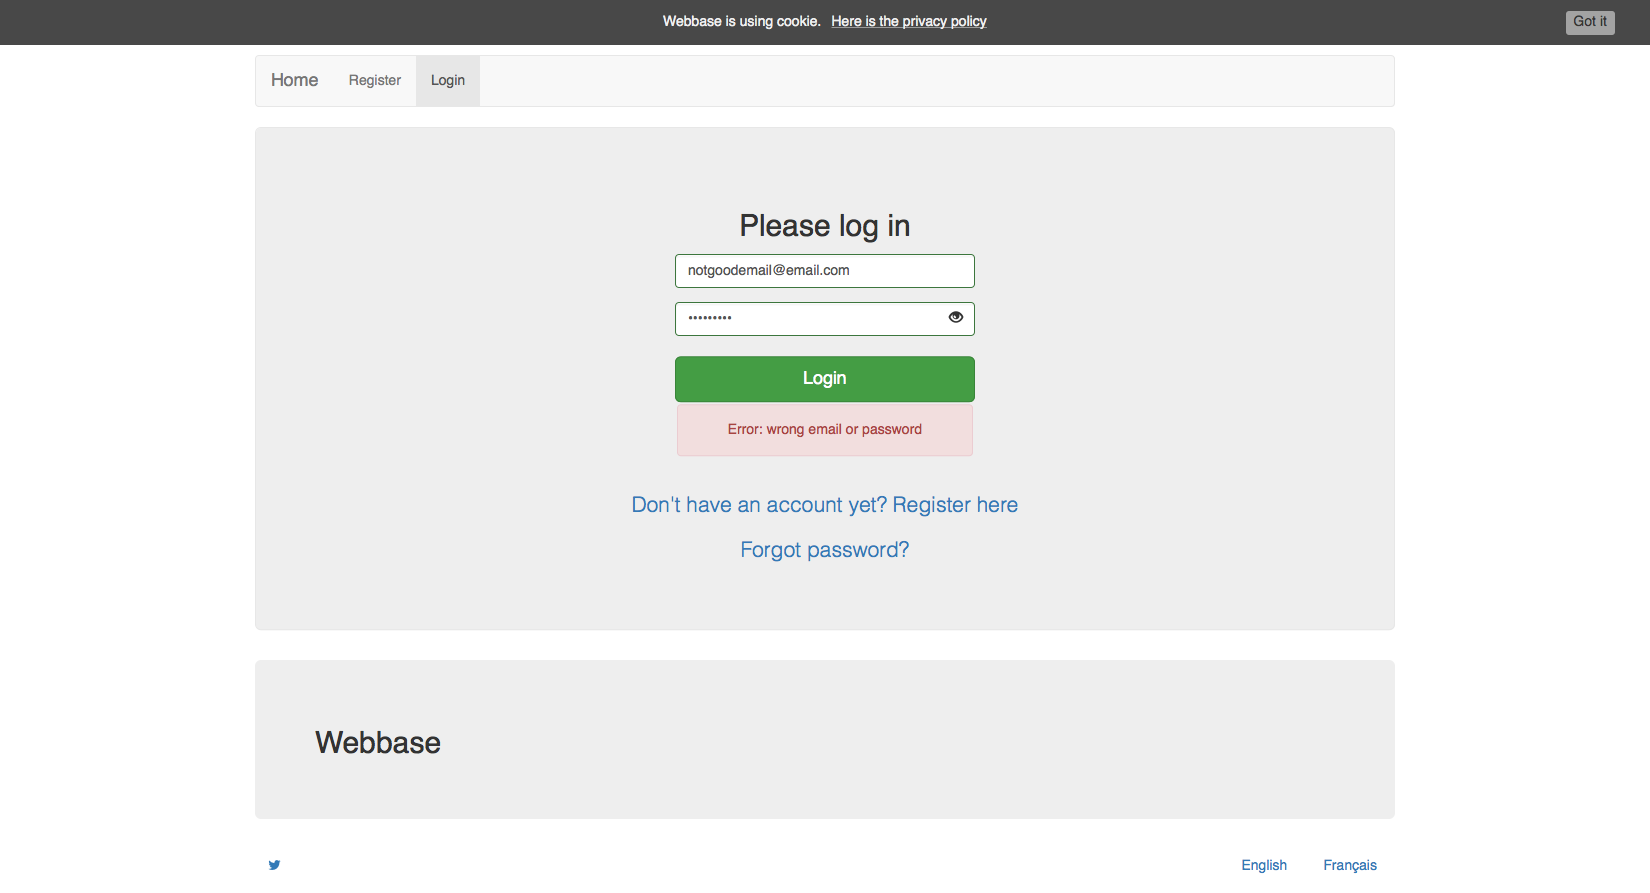 Webbase is using cookie. Here is the privacy policy
Got it
Home Register Login
Please log in
notgoodemail@email.com
•••••••••
Login
Error: wrong email or password
Don't have an account yet? Register here
Forgot password?
Webbase
English Français